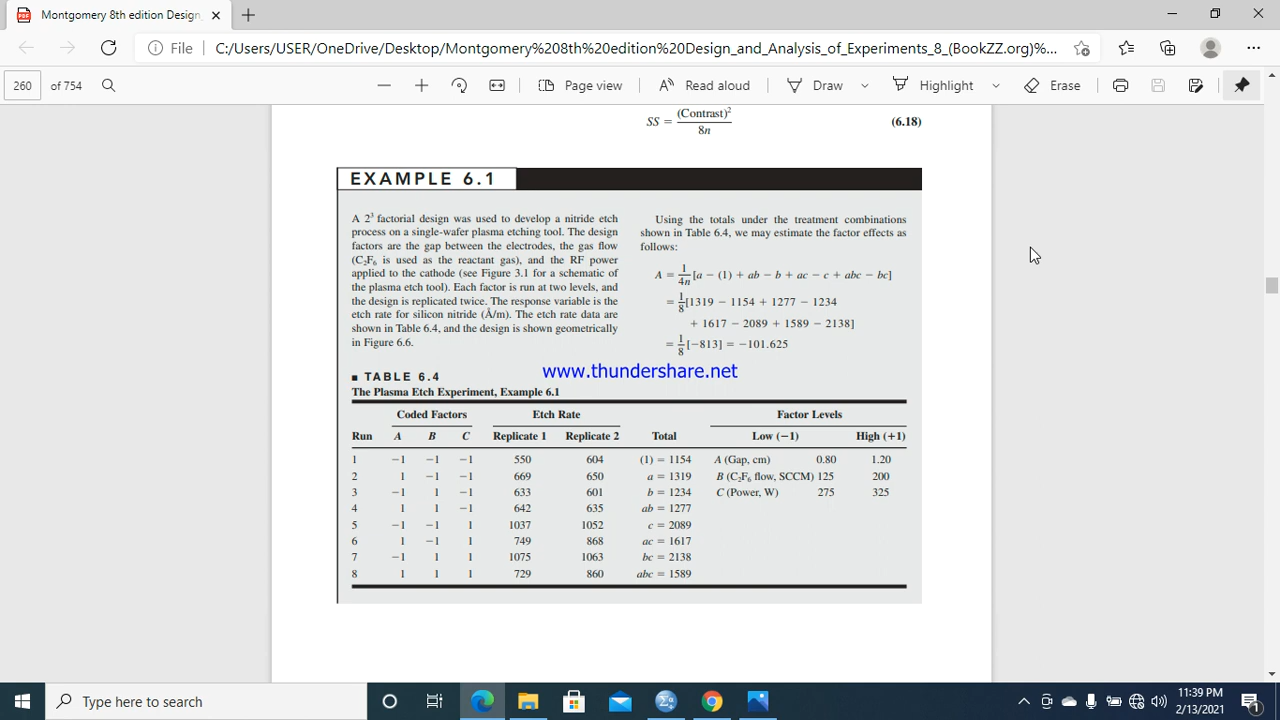 Montgomery 8th edition Design
File
C:/Users/USER/OneDrive/Desktop/Montgomery%208th%20edition%20Design_and_Analysis_of_Experiments_8_(BookZZ.org)%...
260 of 754
Page view
Read aloud
Draw
Highlight
Erase
SS = (Contrast)² / 8n (6.18)
EXAMPLE 6.1
A 2³ factorial design was used to develop a nitride etch
process on a single-wafer plasma etching tool. The design
factors are the gap between the electrodes, the gas flow
(C₂F₆ is used as the reactant gas), and the RF power
applied to the cathode (see Figure 3.1 for a schematic of
the plasma etch tool). Each factor is run at two levels, and
the design is replicated twice. The response variable is the
etch rate for silicon nitride (Å/m). The etch rate data are
shown in Table 6.4, and the design is shown geometrically
in Figure 6.6.
Using the totals under the treatment combinations
shown in Table 6.4, we may estimate the factor effects as
follows:
A = 1/4n [a − (1) + ab − b + ac − c + abc − bc]
= 1/8 [1319 − 1154 + 1277 − 1234
+ 1617 − 2089 + 1589 − 2138]
= 1/8 [−813] = −101.625
www.thundershare.net
■ TABLE 6.4
The Plasma Etch Experiment, Example 6.1
Coded Factors Etch Rate Factor Levels
Run A B C Replicate 1 Replicate 2 Total Low (−1) High (+1)
1 −1 −1 −1 550 604 (1) = 1154 A (Gap, cm) 0.80 1.20
2 1 −1 −1 669 650 a = 1319 B (C₂F₆ flow, SCCM) 125 200
3 −1 1 −1 633 601 b = 1234 C (Power, W) 275 325
4 1 1 −1 642 635 ab = 1277
5 −1 −1 1 1037 1052 c = 2089
6 1 −1 1 749 868 ac = 1617
7 −1 1 1 1075 1063 bc = 2138
8 1 1 1 729 860 abc = 1589
Type here to search
11:39 PM
2/13/2021
1